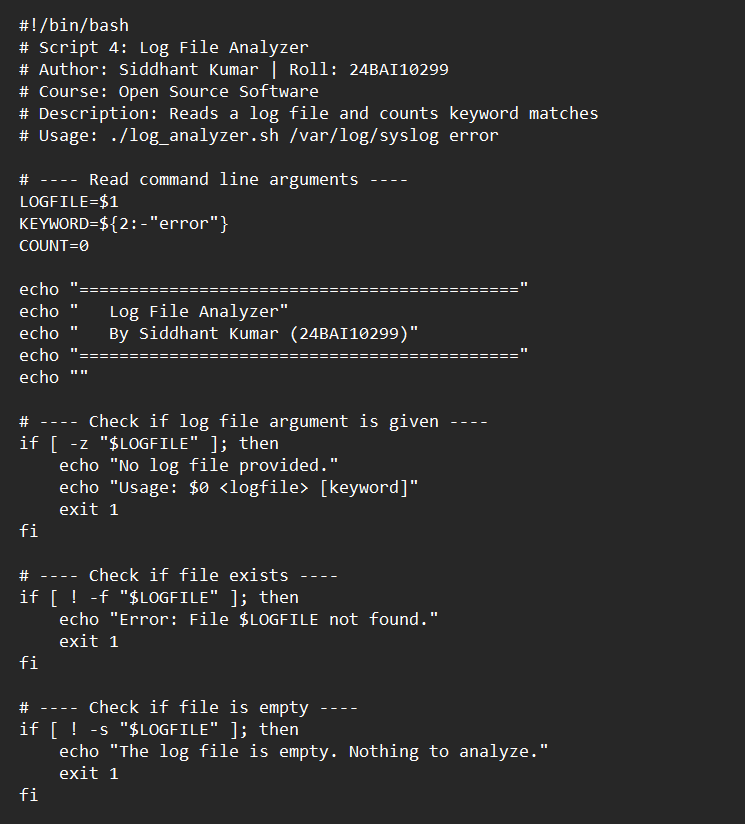 #!/bin/bash
# Script 4: Log File Analyzer
# Author: Siddhant Kumar | Roll: 24BAI10299
# Course: Open Source Software
# Description: Reads a log file and counts keyword matches
# Usage: ./log_analyzer.sh /var/log/syslog error

# ---- Read command line arguments ----
LOGFILE=$1
KEYWORD=${2:-"error"}
COUNT=0

echo "============================================"
echo "   Log File Analyzer"
echo "   By Siddhant Kumar (24BAI10299)"
echo "============================================"
echo ""

# ---- Check if log file argument is given ----
if [ -z "$LOGFILE" ]; then
    echo "No log file provided."
    echo "Usage: $0 <logfile> [keyword]"
    exit 1
fi

# ---- Check if file exists ----
if [ ! -f "$LOGFILE" ]; then
    echo "Error: File $LOGFILE not found."
    exit 1
fi

# ---- Check if file is empty ----
if [ ! -s "$LOGFILE" ]; then
    echo "The log file is empty. Nothing to analyze."
    exit 1
fi